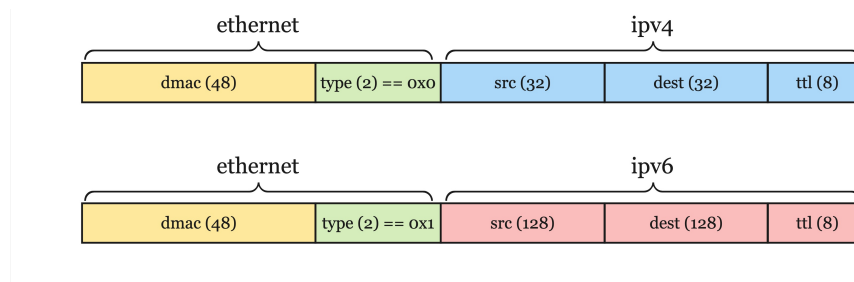 ethernet ipv4
dmac (48) type (2) == 0x0 src (32) dest (32) ttl (8)
ethernet ipv6
dmac (48) type (2) == 0x1 src (128) dest (128) ttl (8)